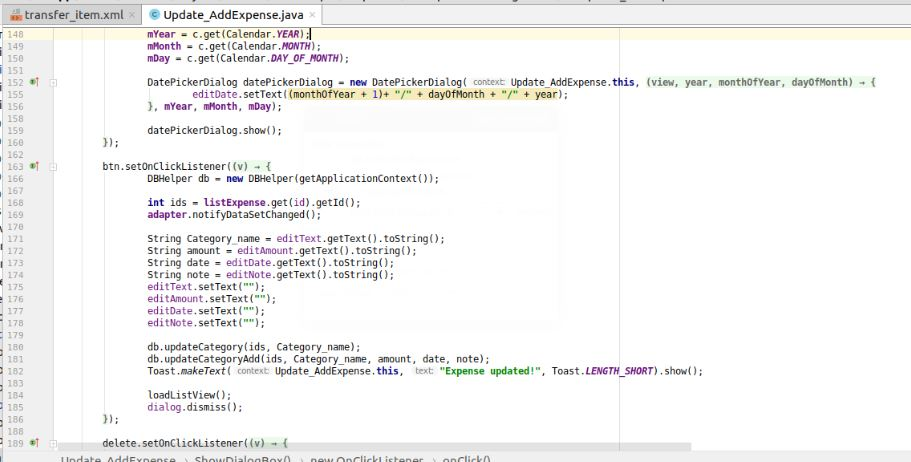 transfer_item.xml × Update_AddExpense.java ×
148 mYear = c.get(Calendar.YEAR);
149 mMonth = c.get(Calendar.MONTH);
150 mDay = c.get(Calendar.DAY_OF_MONTH);
151
152 DatePickerDialog datePickerDialog = new DatePickerDialog( context: Update_AddExpense.this, (view, year, monthOfYear, dayOfMonth) → {
155 editDate.setText((monthOfYear + 1)+ "/" + dayOfMonth + "/" + year);
156 }, mYear, mMonth, mDay);
158
159 datePickerDialog.show();
160 });
162
163 btn.setOnClickListener((v) → {
166 DBHelper db = new DBHelper(getApplicationContext());
167
168 int ids = listExpense.get(id).getId();
169 adapter.notifyDataSetChanged();
170
171 String Category_name = editText.getText().toString();
172 String amount = editAmount.getText().toString();
173 String date = editDate.getText().toString();
174 String note = editNote.getText().toString();
175 editText.setText("");
176 editAmount.setText("");
177 editDate.setText("");
178 editNote.setText("");
179
180 db.updateCategory(ids, Category_name);
181 db.updateCategoryAdd(ids, Category_name, amount, date, note);
182 Toast.makeText( context: Update_AddExpense.this, text: "Expense updated!", Toast.LENGTH_SHORT).show();
183
184 loadListView();
185 dialog.dismiss();
186 });
188
189 delete.setOnClickListener((v) → {
Update_AddExpense › ShowDialogBox() › new OnClickListener › onClick()